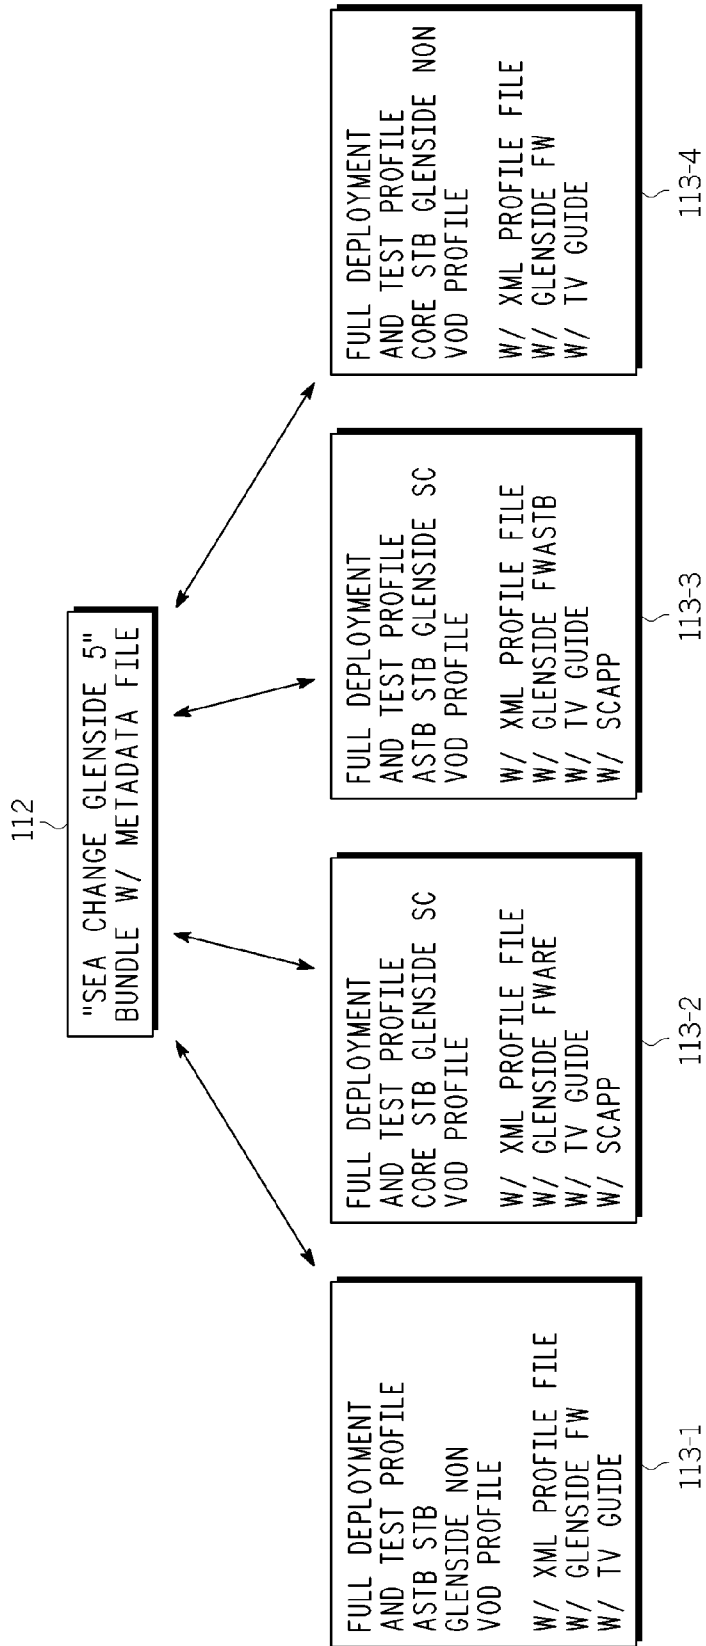 112
"SEA CHANGE GLENSIDE 5"
BUNDLE W/ METADATA FILE
FULL DEPLOYMENT
AND TEST PROFILE
ASTB STB
GLENSIDE NON
VOD PROFILE
W/ XML PROFILE FILE
W/ GLENSIDE FW
W/ TV GUIDE
113-1
FULL DEPLOYMENT
AND TEST PROFILE
CORE STB GLENSIDE SC
VOD PROFILE
W/ XML PROFILE FILE
W/ GLENSIDE FWARE
W/ TV GUIDE
W/ SCAPP
113-2
FULL DEPLOYMENT
AND TEST PROFILE
ASTB STB GLENSIDE SC
VOD PROFILE
W/ XML PROFILE FILE
W/ GLENSIDE FWASTB
W/ TV GUIDE
W/ SCAPP
113-3
FULL DEPLOYMENT
AND TEST PROFILE
CORE STB GLENSIDE NON
VOD PROFILE
W/ XML PROFILE FILE
W/ GLENSIDE FW
W/ TV GUIDE
113-4